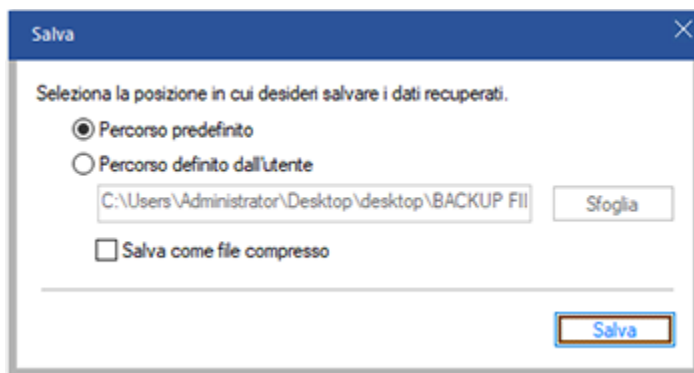 Salva
Seleziona la posizione in cui desideri salvare i dati recuperati.
Percorso predefinito
Percorso definito dall'utente
C:\Users\Administrator\Desktop\desktop\BACKUP FII
Sfoglia
Salva come file compresso
Salva